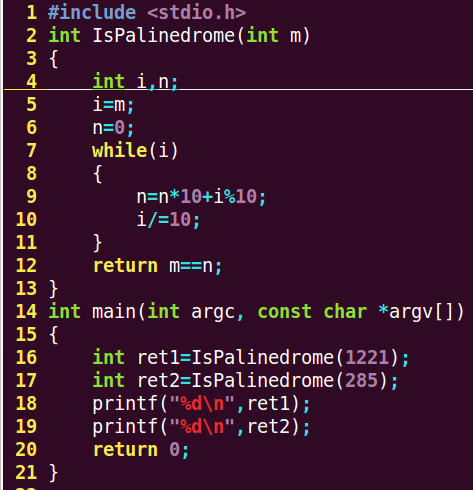 1 #include <stdio.h>
2 int IsPalinedrome(int m)
3 {
4     int i,n;
5     i=m;
6     n=0;
7     while(i)
8     {
9         n=n*10+i%10;
10         i/=10;
11     }
12     return m==n;
13 }
14 int main(int argc, const char *argv[])
15 {
16     int ret1=IsPalinedrome(1221);
17     int ret2=IsPalinedrome(285);
18     printf("%d\n",ret1);
19     printf("%d\n",ret2);
20     return 0;
21 }